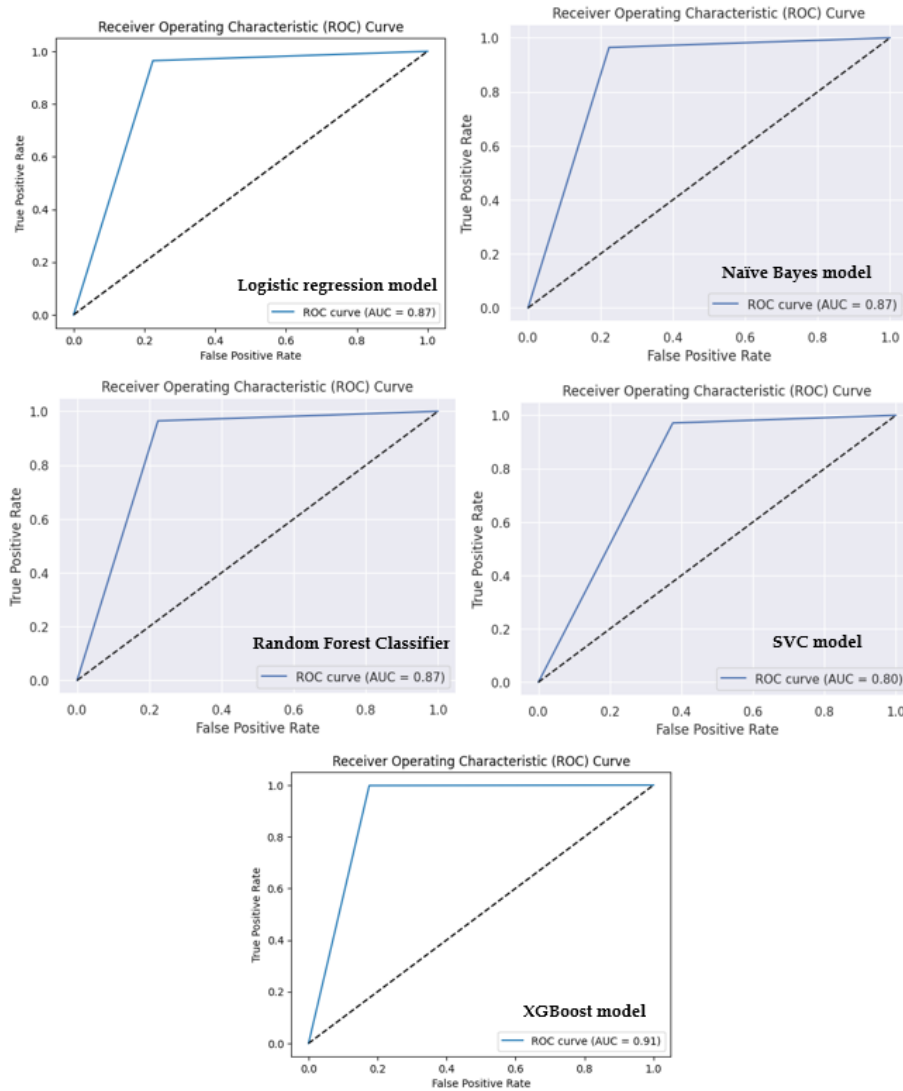 Receiver Operating Characteristic (ROC) Curve
1.0
0.8
0.6
0.4
0.2
0.0
True Positive Rate
Logistic regression model
ROC curve (AUC = 0.87)
0.0 0.2 0.4 0.6 0.8 1.0
False Positive Rate
Receiver Operating Characteristic (ROC) Curve
1.0
0.8
0.6
0.4
0.2
0.0
True Positive Rate
Naïve Bayes model
ROC curve (AUC = 0.87)
0.0 0.2 0.4 0.6 0.8 1.0
False Positive Rate
Receiver Operating Characteristic (ROC) Curve
1.0
0.8
0.6
0.4
0.2
0.0
True Positive Rate
Random Forest Classifier
ROC curve (AUC = 0.87)
0.0 0.2 0.4 0.6 0.8 1.0
False Positive Rate
Receiver Operating Characteristic (ROC) Curve
1.0
0.8
0.6
0.4
0.2
0.0
True Positive Rate
SVC model
ROC curve (AUC = 0.80)
0.0 0.2 0.4 0.6 0.8 1.0
False Positive Rate
Receiver Operating Characteristic (ROC) Curve
1.0
0.8
0.6
0.4
0.2
0.0
True Positive Rate
XGBoost model
ROC curve (AUC = 0.91)
0.0 0.2 0.4 0.6 0.8 1.0
False Positive Rate